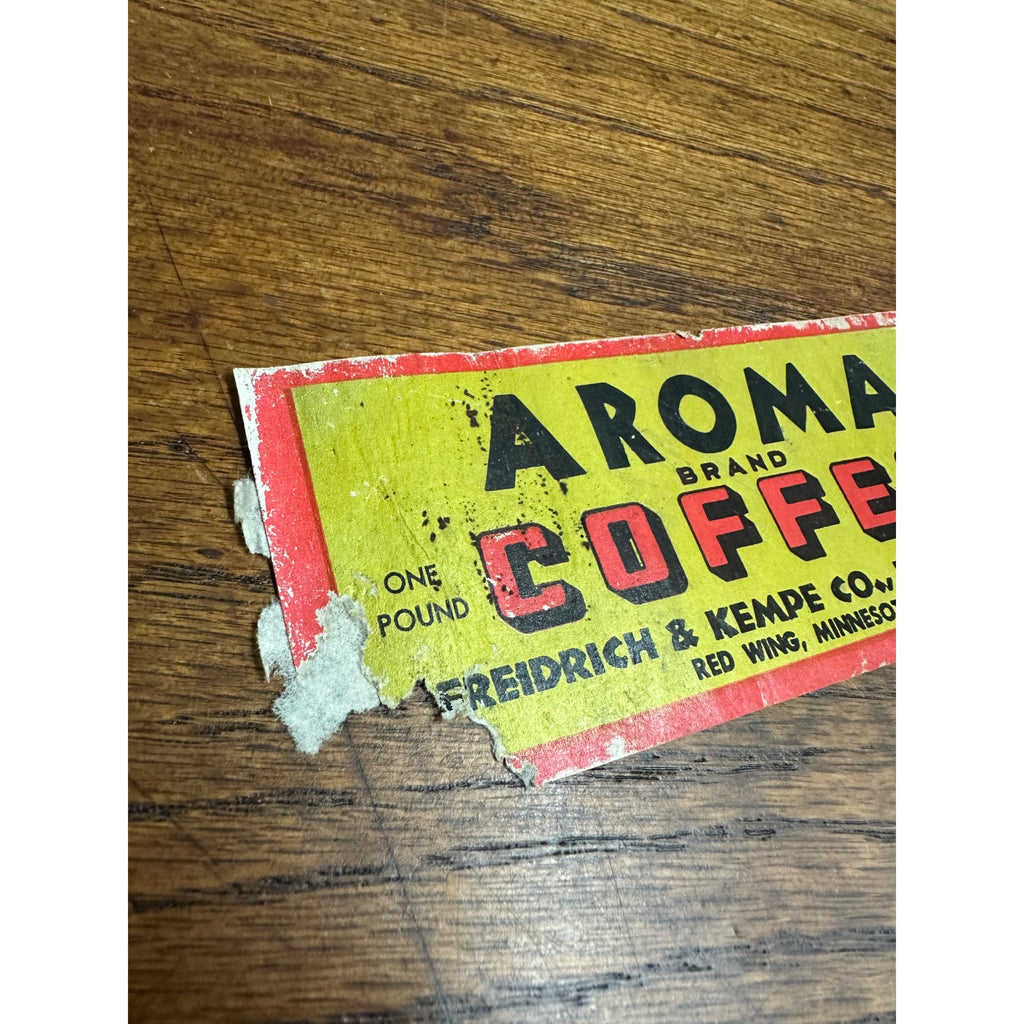 AROMA
BRAND
COFFE
ONE
POUND
FREIDRICH & KEMPE CO.,
RED WING, MINNESO